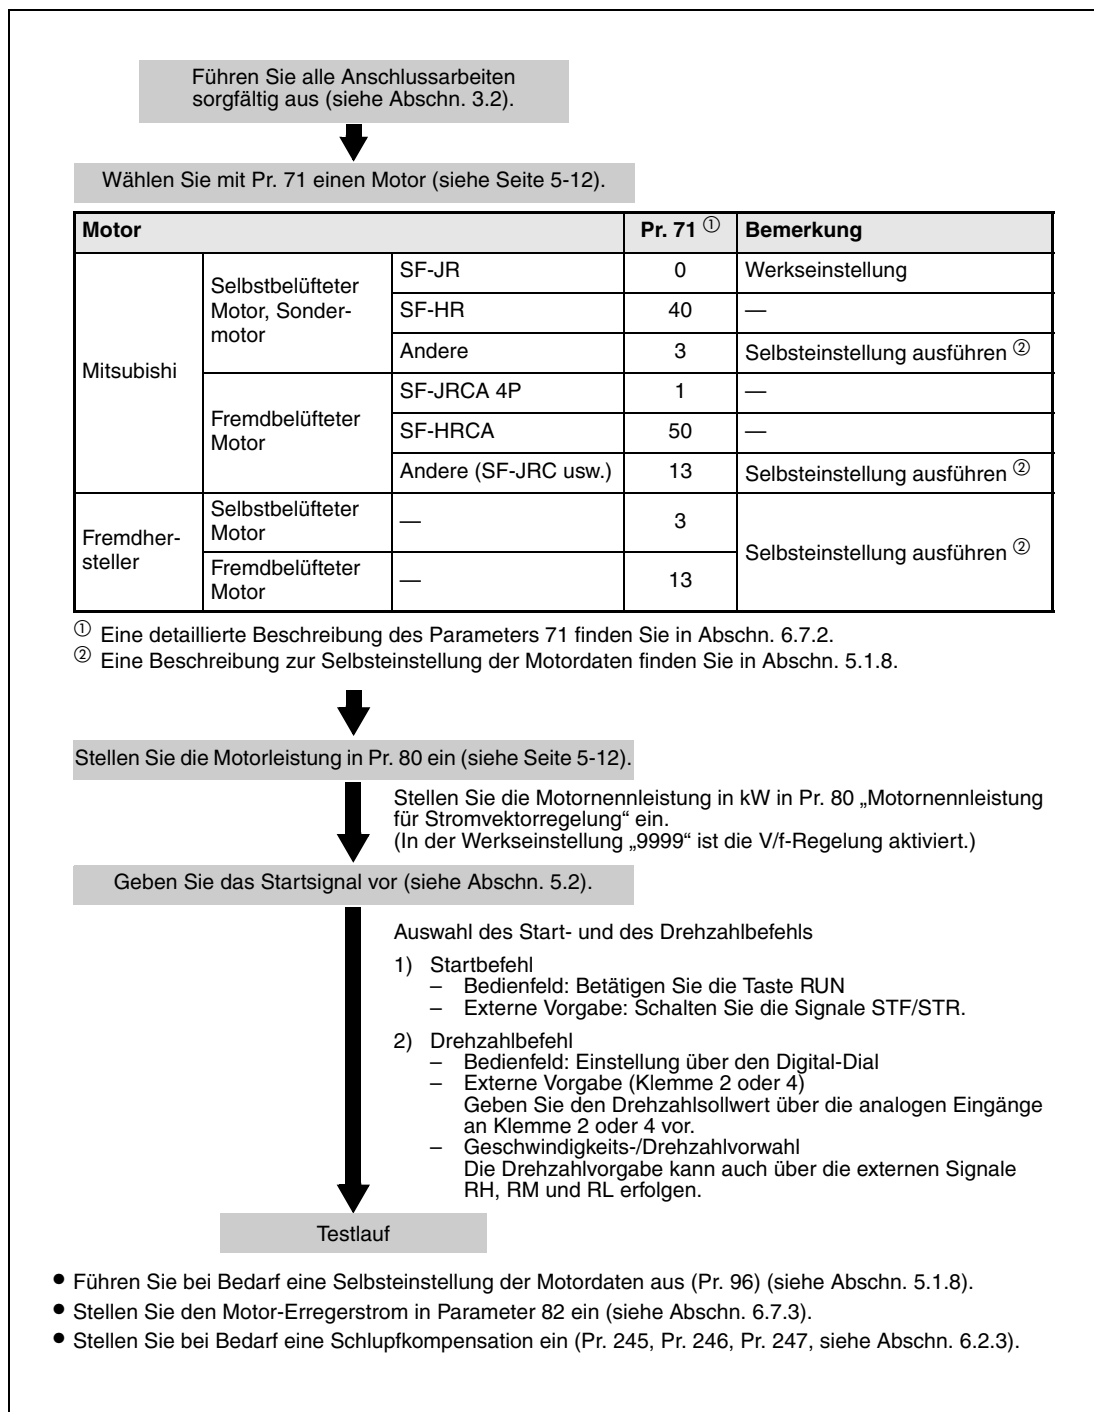 Führen Sie alle Anschlussarbeiten
sorgfältig aus (siehe Abschn. 3.2).
Wählen Sie mit Pr. 71 einen Motor (siehe Seite 5-12).
Motor Pr. 71 ① Bemerkung
Mitsubishi
Selbstbelüfteter
Motor, Sonder-
motor
SF-JR 0 Werkseinstellung
SF-HR 40 —
Andere 3 Selbsteinstellung ausführen ②
Fremdbelüfteter
Motor
SF-JRCA 4P 1 —
SF-HRCA 50 —
Andere (SF-JRC usw.) 13 Selbsteinstellung ausführen ②
Fremdher-
steller
Selbstbelüfteter
Motor
— 3
Selbsteinstellung ausführen ②
Fremdbelüfteter
Motor
— 13
① Eine detaillierte Beschreibung des Parameters 71 finden Sie in Abschn. 6.7.2.
② Eine Beschreibung zur Selbsteinstellung der Motordaten finden Sie in Abschn. 5.1.8.
Stellen Sie die Motorleistung in Pr. 80 ein (siehe Seite 5-12).
Stellen Sie die Motornennleistung in kW in Pr. 80 „Motornennleistung
für Stromvektorregelung“ ein.
(In der Werkseinstellung „9999“ ist die V/f-Regelung aktiviert.)
Geben Sie das Startsignal vor (siehe Abschn. 5.2).
Auswahl des Start- und des Drehzahlbefehls
1) Startbefehl
– Bedienfeld: Betätigen Sie die Taste RUN
– Externe Vorgabe: Schalten Sie die Signale STF/STR.
2) Drehzahlbefehl
– Bedienfeld: Einstellung über den Digital-Dial
– Externe Vorgabe (Klemme 2 oder 4)
Geben Sie den Drehzahlsollwert über die analogen Eingänge
an Klemme 2 oder 4 vor.
– Geschwindigkeits-/Drehzahlvorwahl
Die Drehzahlvorgabe kann auch über die externen Signale
RH, RM und RL erfolgen.
Testlauf
● Führen Sie bei Bedarf eine Selbsteinstellung der Motordaten aus (Pr. 96) (siehe Abschn. 5.1.8).
● Stellen Sie den Motor-Erregerstrom in Parameter 82 ein (siehe Abschn. 6.7.3).
● Stellen Sie bei Bedarf eine Schlupfkompensation ein (Pr. 245, Pr. 246, Pr. 247, siehe Abschn. 6.2.3).